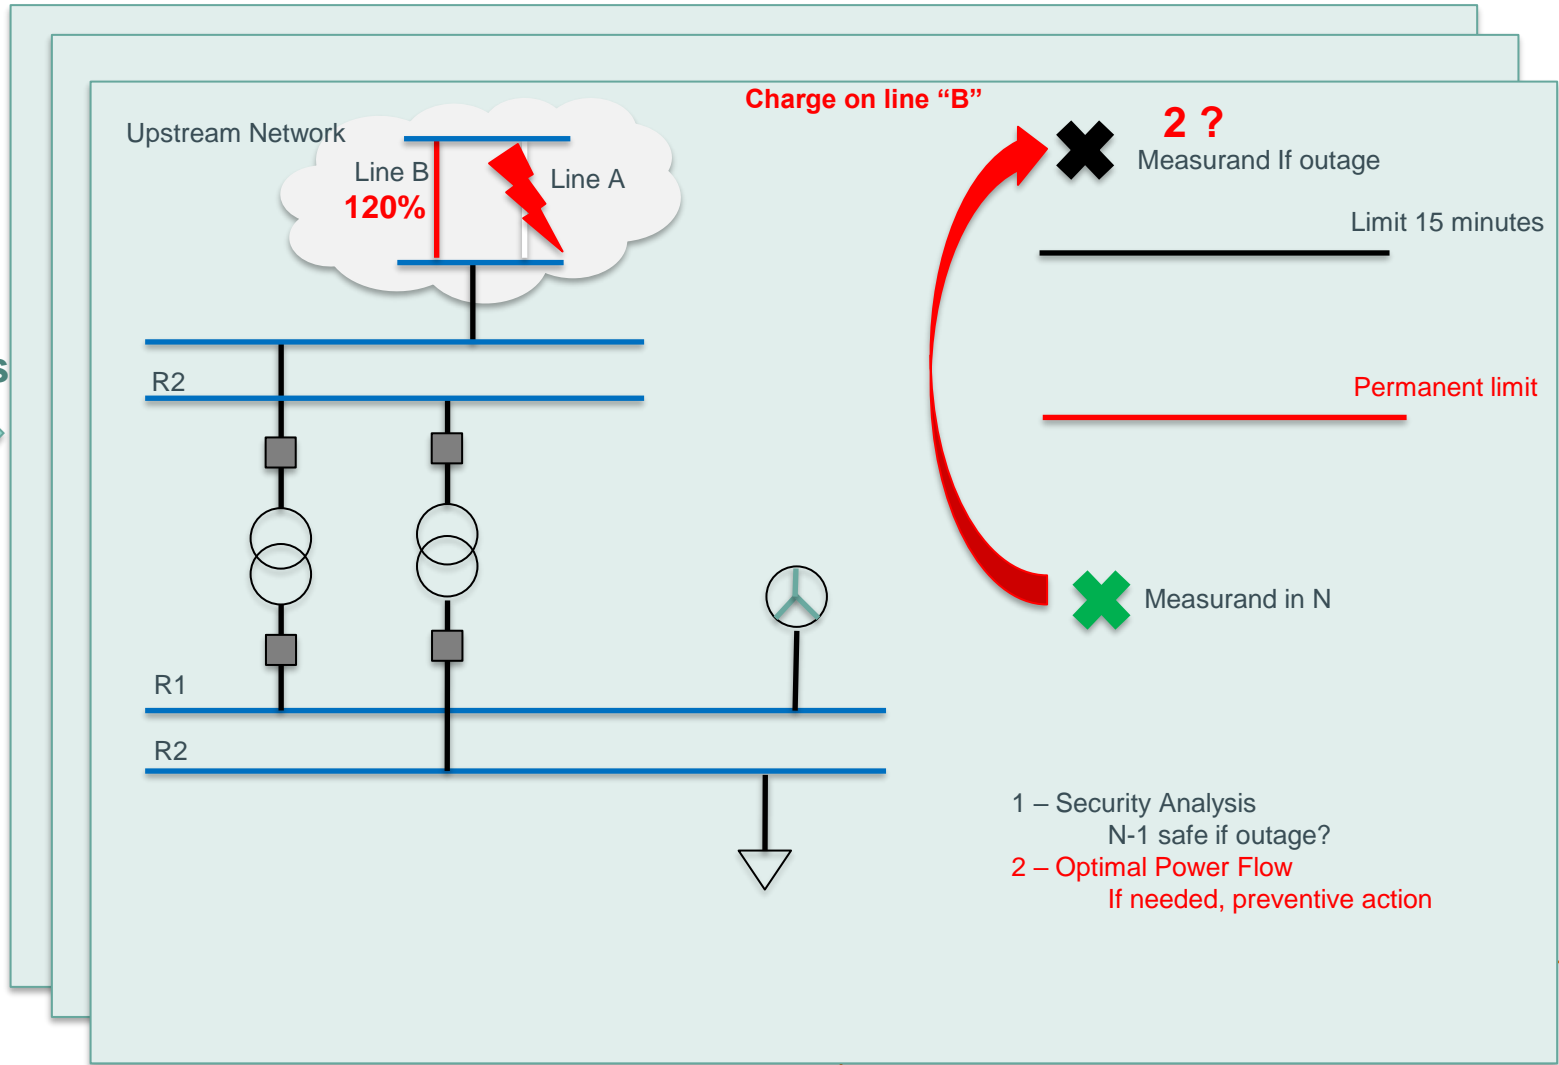 Charge on line “B”
Upstream Network
Line B
120%
Line A
2 ?
Measurand If outage
Limit 15 minutes
Permanent limit
Measurand in N
R2
R1
R2
1 – Security Analysis
N-1 safe if outage?
2 – Optimal Power Flow
If needed, preventive action